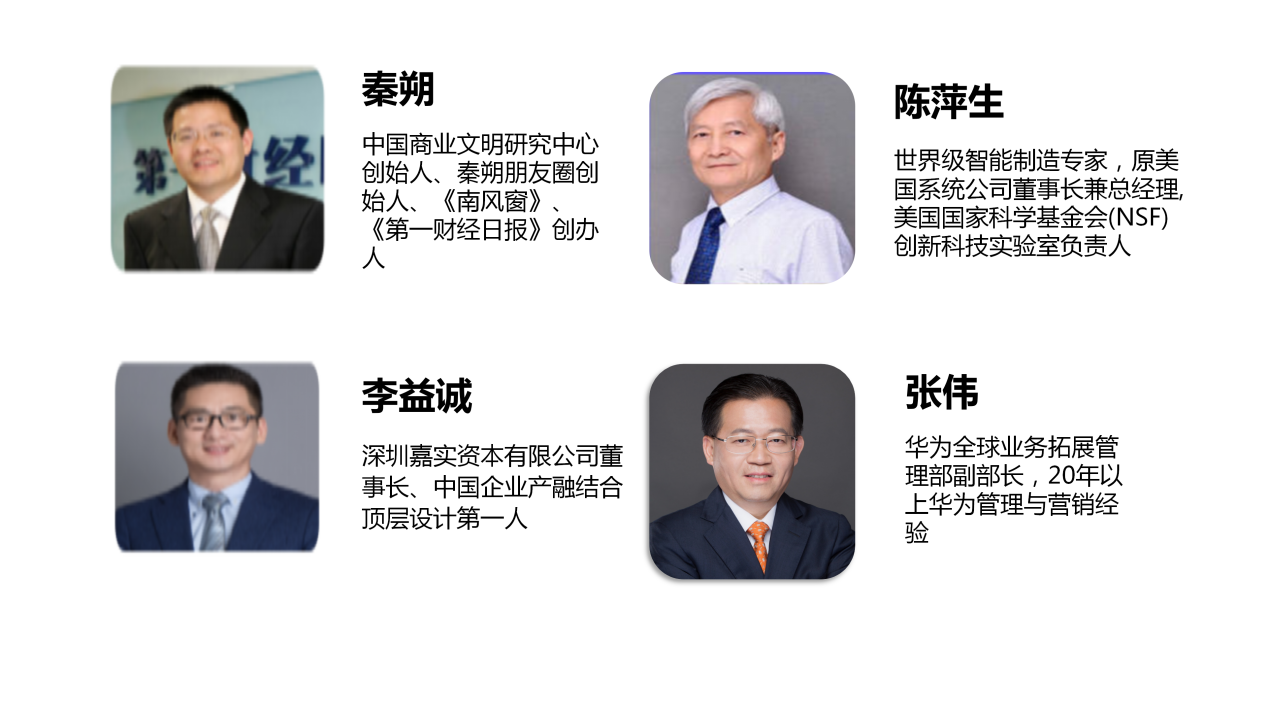 秦朔
中国商业文明研究中心
创始人、秦朔朋友圈创
始人、《南风窗》、
《第一财经日报》创办
人
陈萍生
世界级智能制造专家，原美
国系统公司董事长兼总经理,
美国国家科学基金会(NSF)
创新科技实验室负责人
李益诚
深圳嘉实资本有限公司董
事长、中国企业产融结合
顶层设计第一人
张伟
华为全球业务拓展管
理部副部长，20年以
上华为管理与营销经
验
第
财经